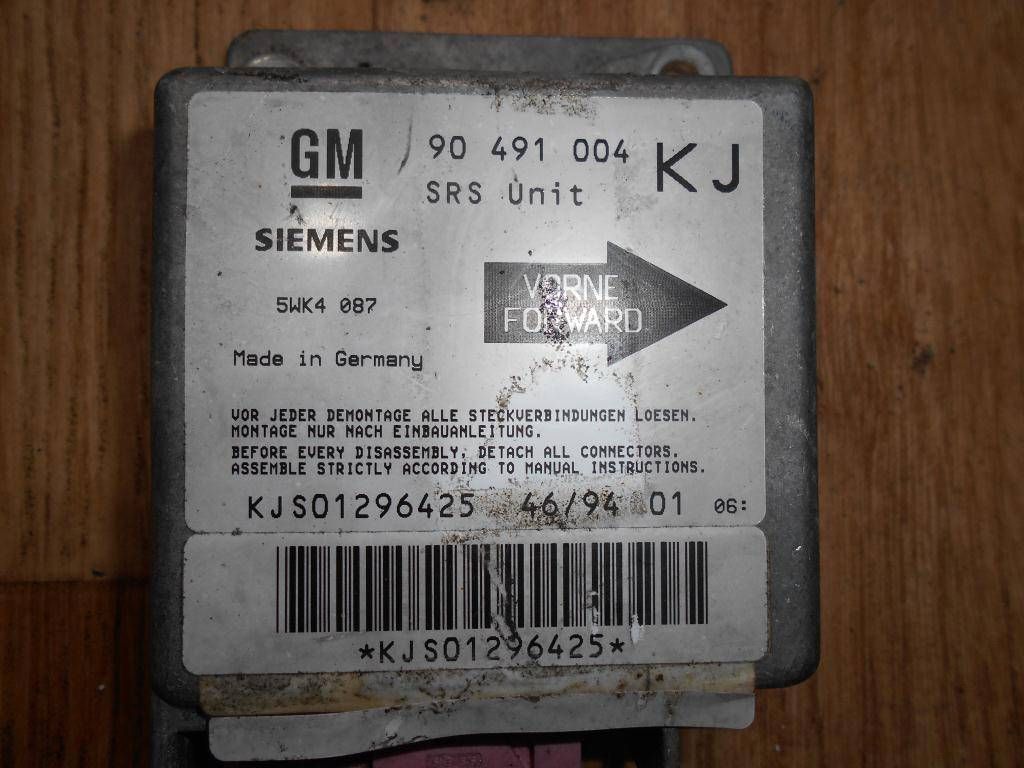 GM
90 491 004 KJ
SRS Unit
SIEMENS
VORNE
FORWARD
5WK4 087
Made in Germany
VOR JEDER DEMONTAGE ALLE STECKVERBINDUNGEN LOESEN.
MONTAGE NUR NACH EINBAUANLEITUNG.
BEFORE EVERY DISASSEMBLY, DETACH ALL CONNECTORS.
ASSEMBLE STRICTLY ACCORDING TO MANUAL INSTRUCTIONS.
KJS01296425 46/94 01 06:
*KJS01296425*